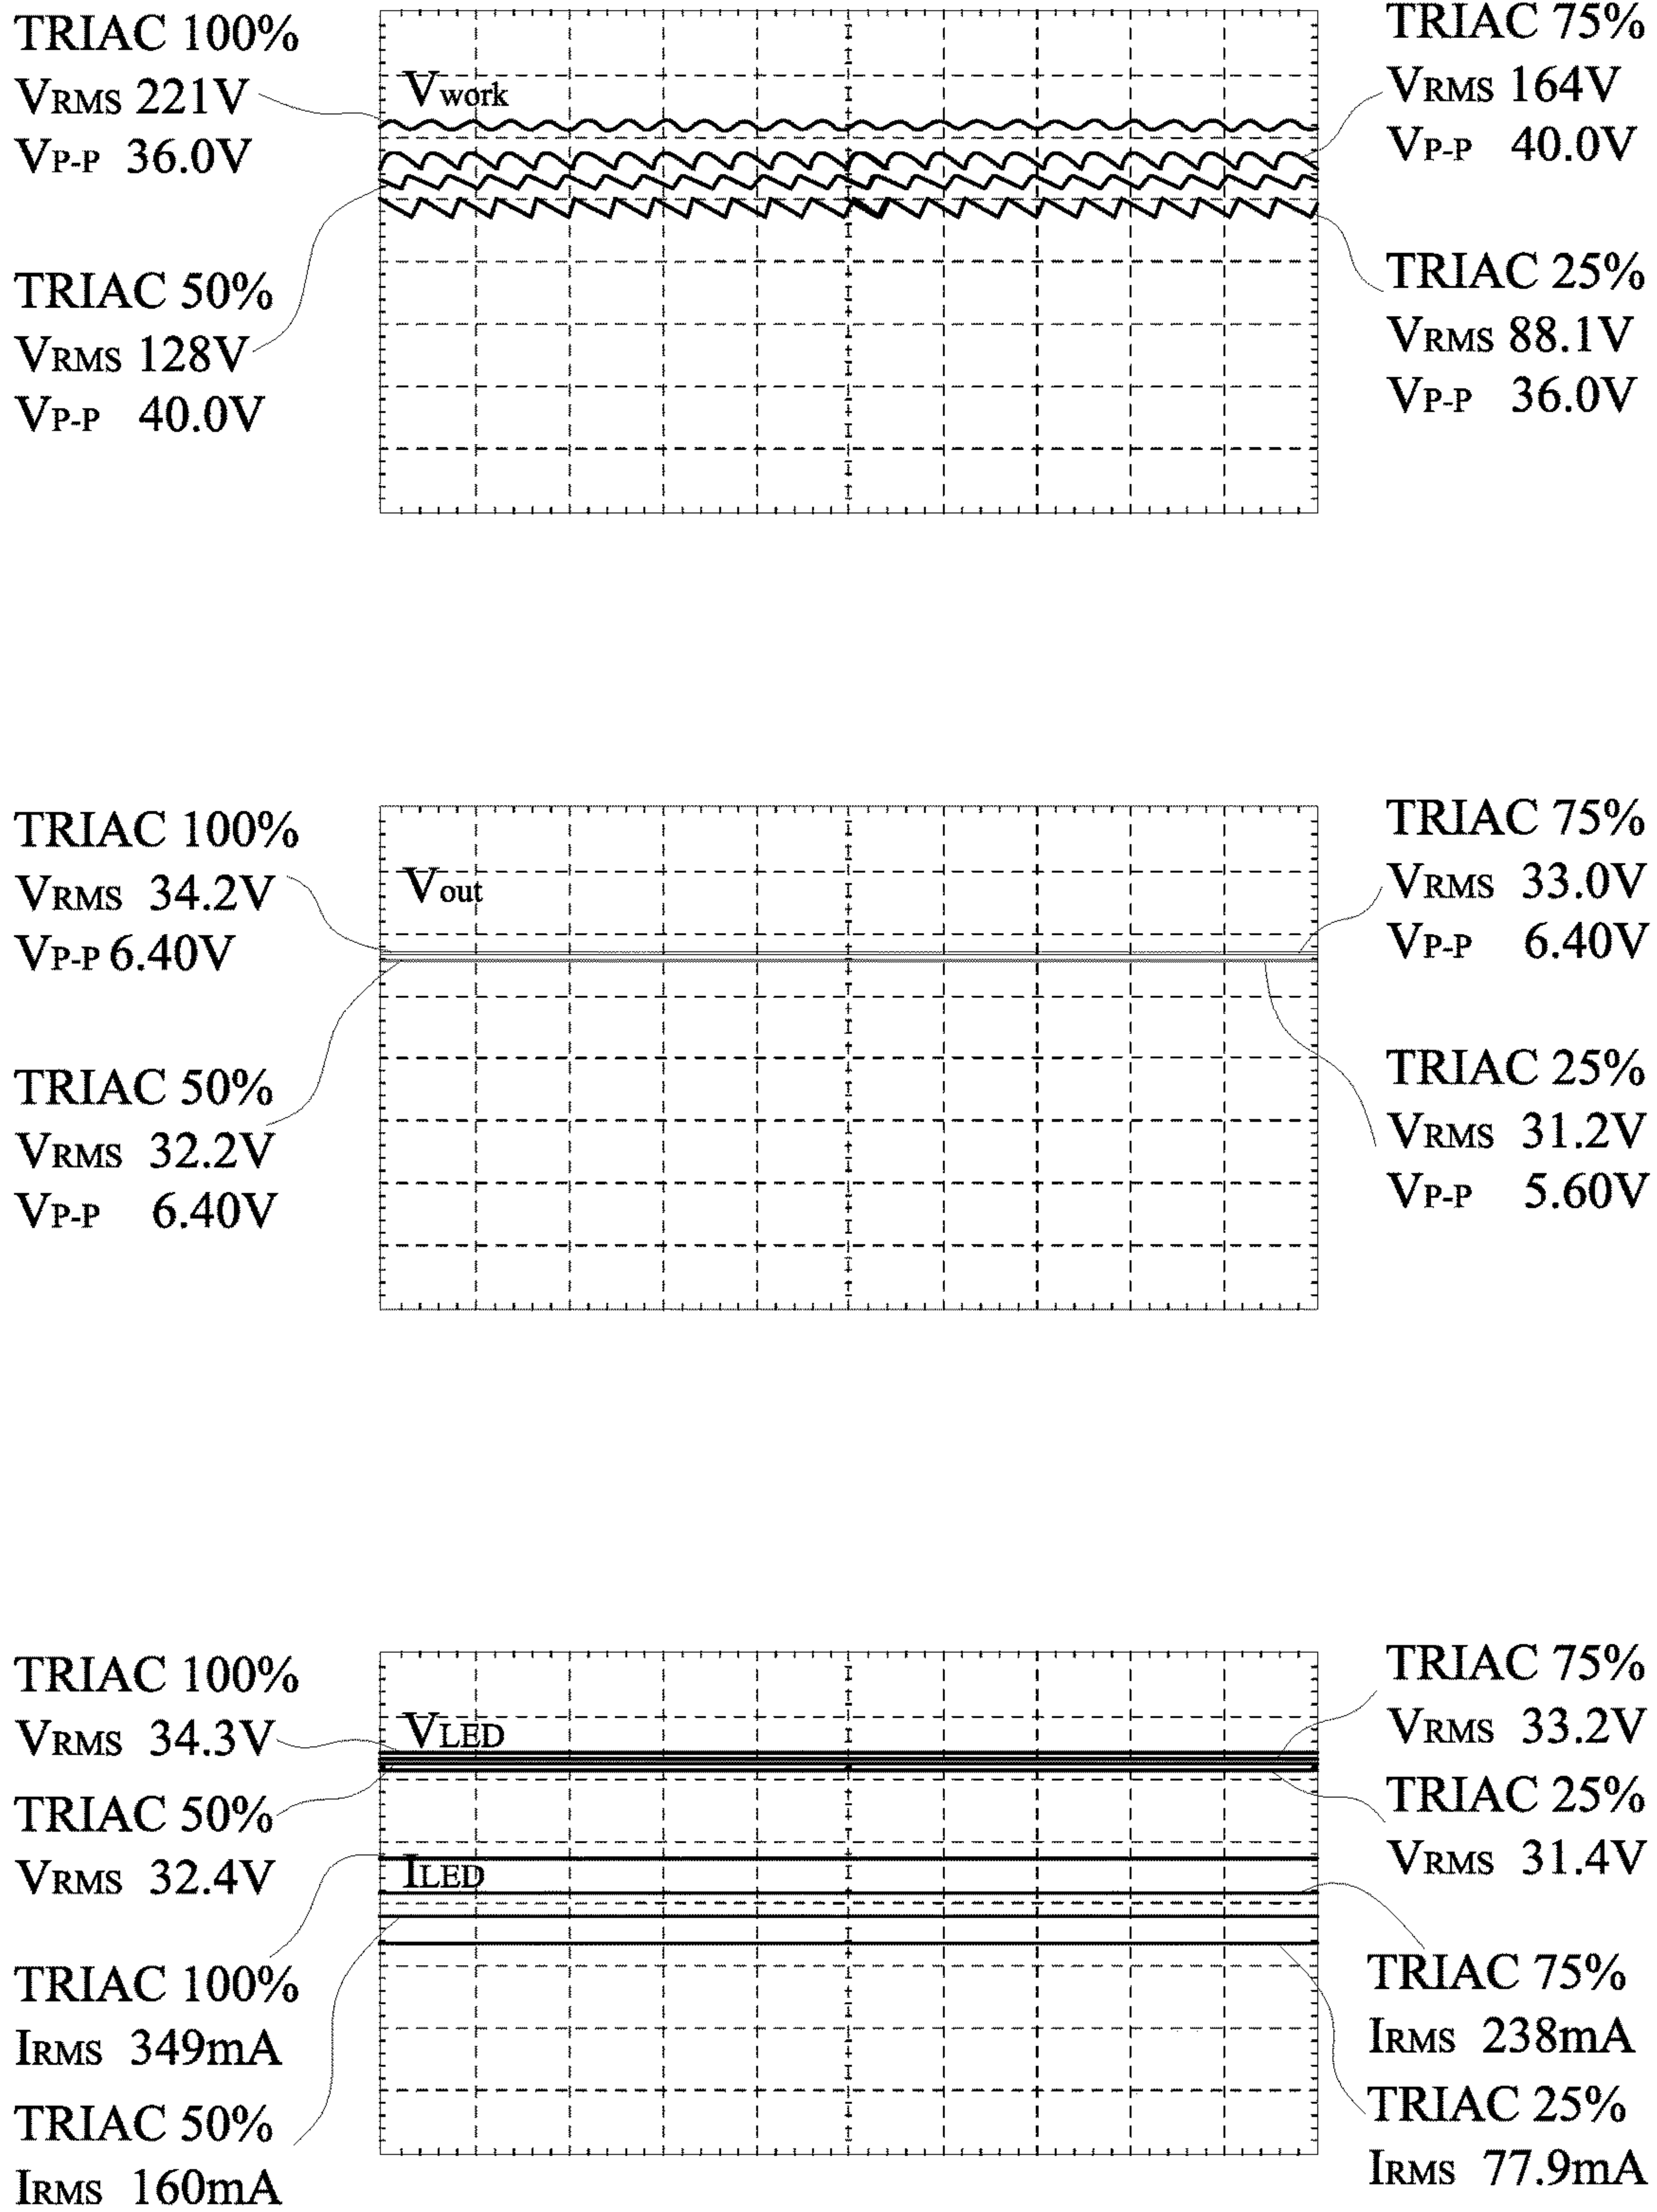 TRIAC 100%
VRMS 221V
VP-P 36.0V
TRIAC 50%
VRMS 128V
VP-P 40.0V
Vwork
TRIAC 75%
VRMS 164V
VP-P 40.0V
TRIAC 25%
VRMS 88.1V
VP-P 36.0V
TRIAC 100%
VRMS 34.2V
VP-P 6.40V
TRIAC 50%
VRMS 32.2V
VP-P 6.40V
Vout
TRIAC 75%
VRMS 33.0V
VP-P 6.40V
TRIAC 25%
VRMS 31.2V
VP-P 5.60V
TRIAC 100%
VRMS 34.3V
TRIAC 50%
VRMS 32.4V
TRIAC 100%
IRMS 349mA
TRIAC 50%
IRMS 160mA
VLED
ILED
TRIAC 75%
VRMS 33.2V
TRIAC 25%
VRMS 31.4V
TRIAC 75%
IRMS 238mA
TRIAC 25%
IRMS 77.9mA